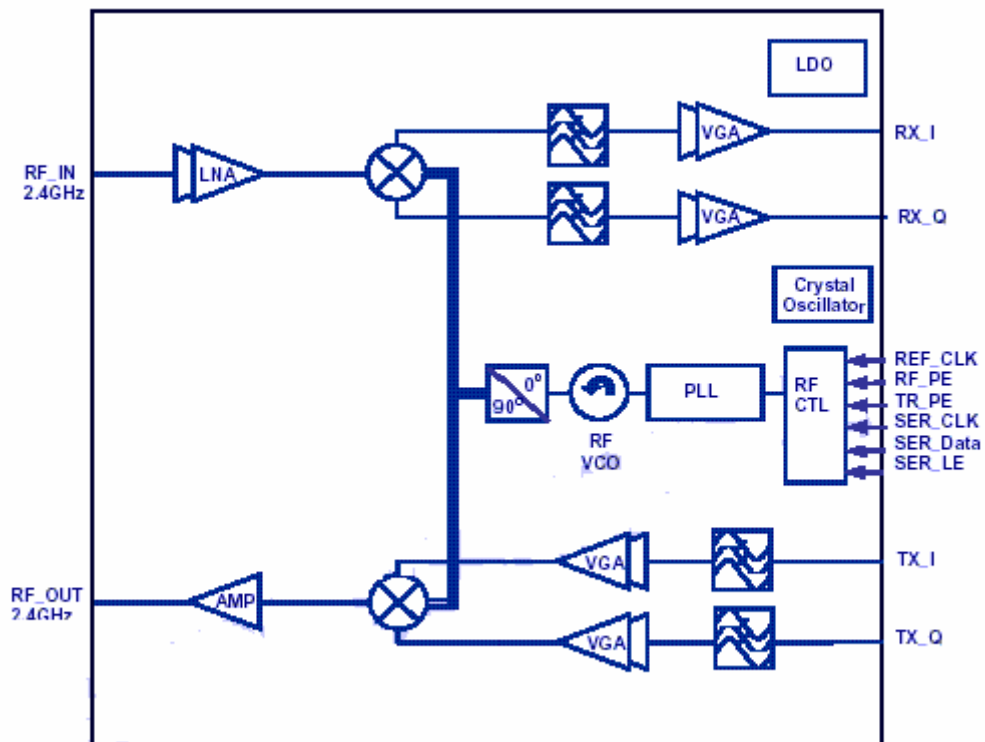 LDO
VGA
RX_I
RF_IN
2.4GHz
LNA
VGA
RX_Q
Crystal
Oscillator
REF_CLK
RF_PE
TR_PE
SER_CLK
SER_Data
SER_LE
RF
CTL
PLL
0°
90°
RF
VCO
VGA
TX_I
RF_OUT
2.4GHz
AMP
VGA
TX_Q